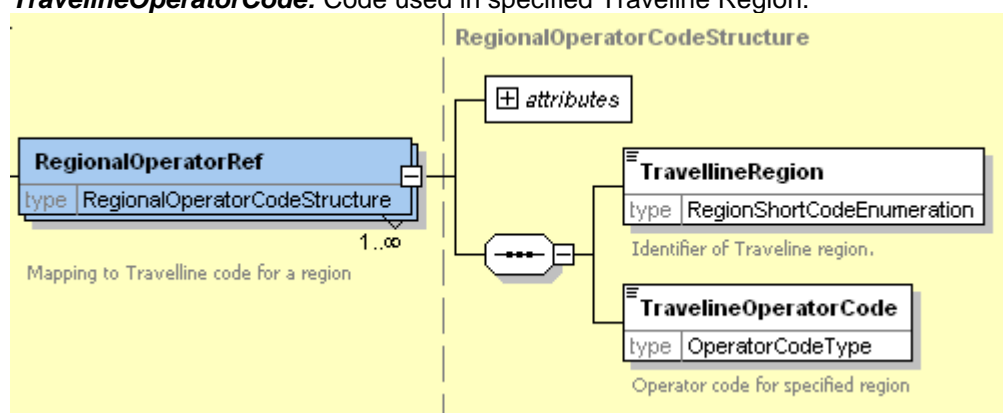 TravelineOperatorCode: Code used in specified Traveline Region.
RegionalOperatorCodeStructure
attributes
RegionalOperatorRef
type RegionalOperatorCodeStructure
1..∞
Mapping to Travelline code for a region
TravellineRegion
type RegionShortCodeEnumeration
Identifier of Traveline region.
TravelineOperatorCode
type OperatorCodeType
Operator code for specified region